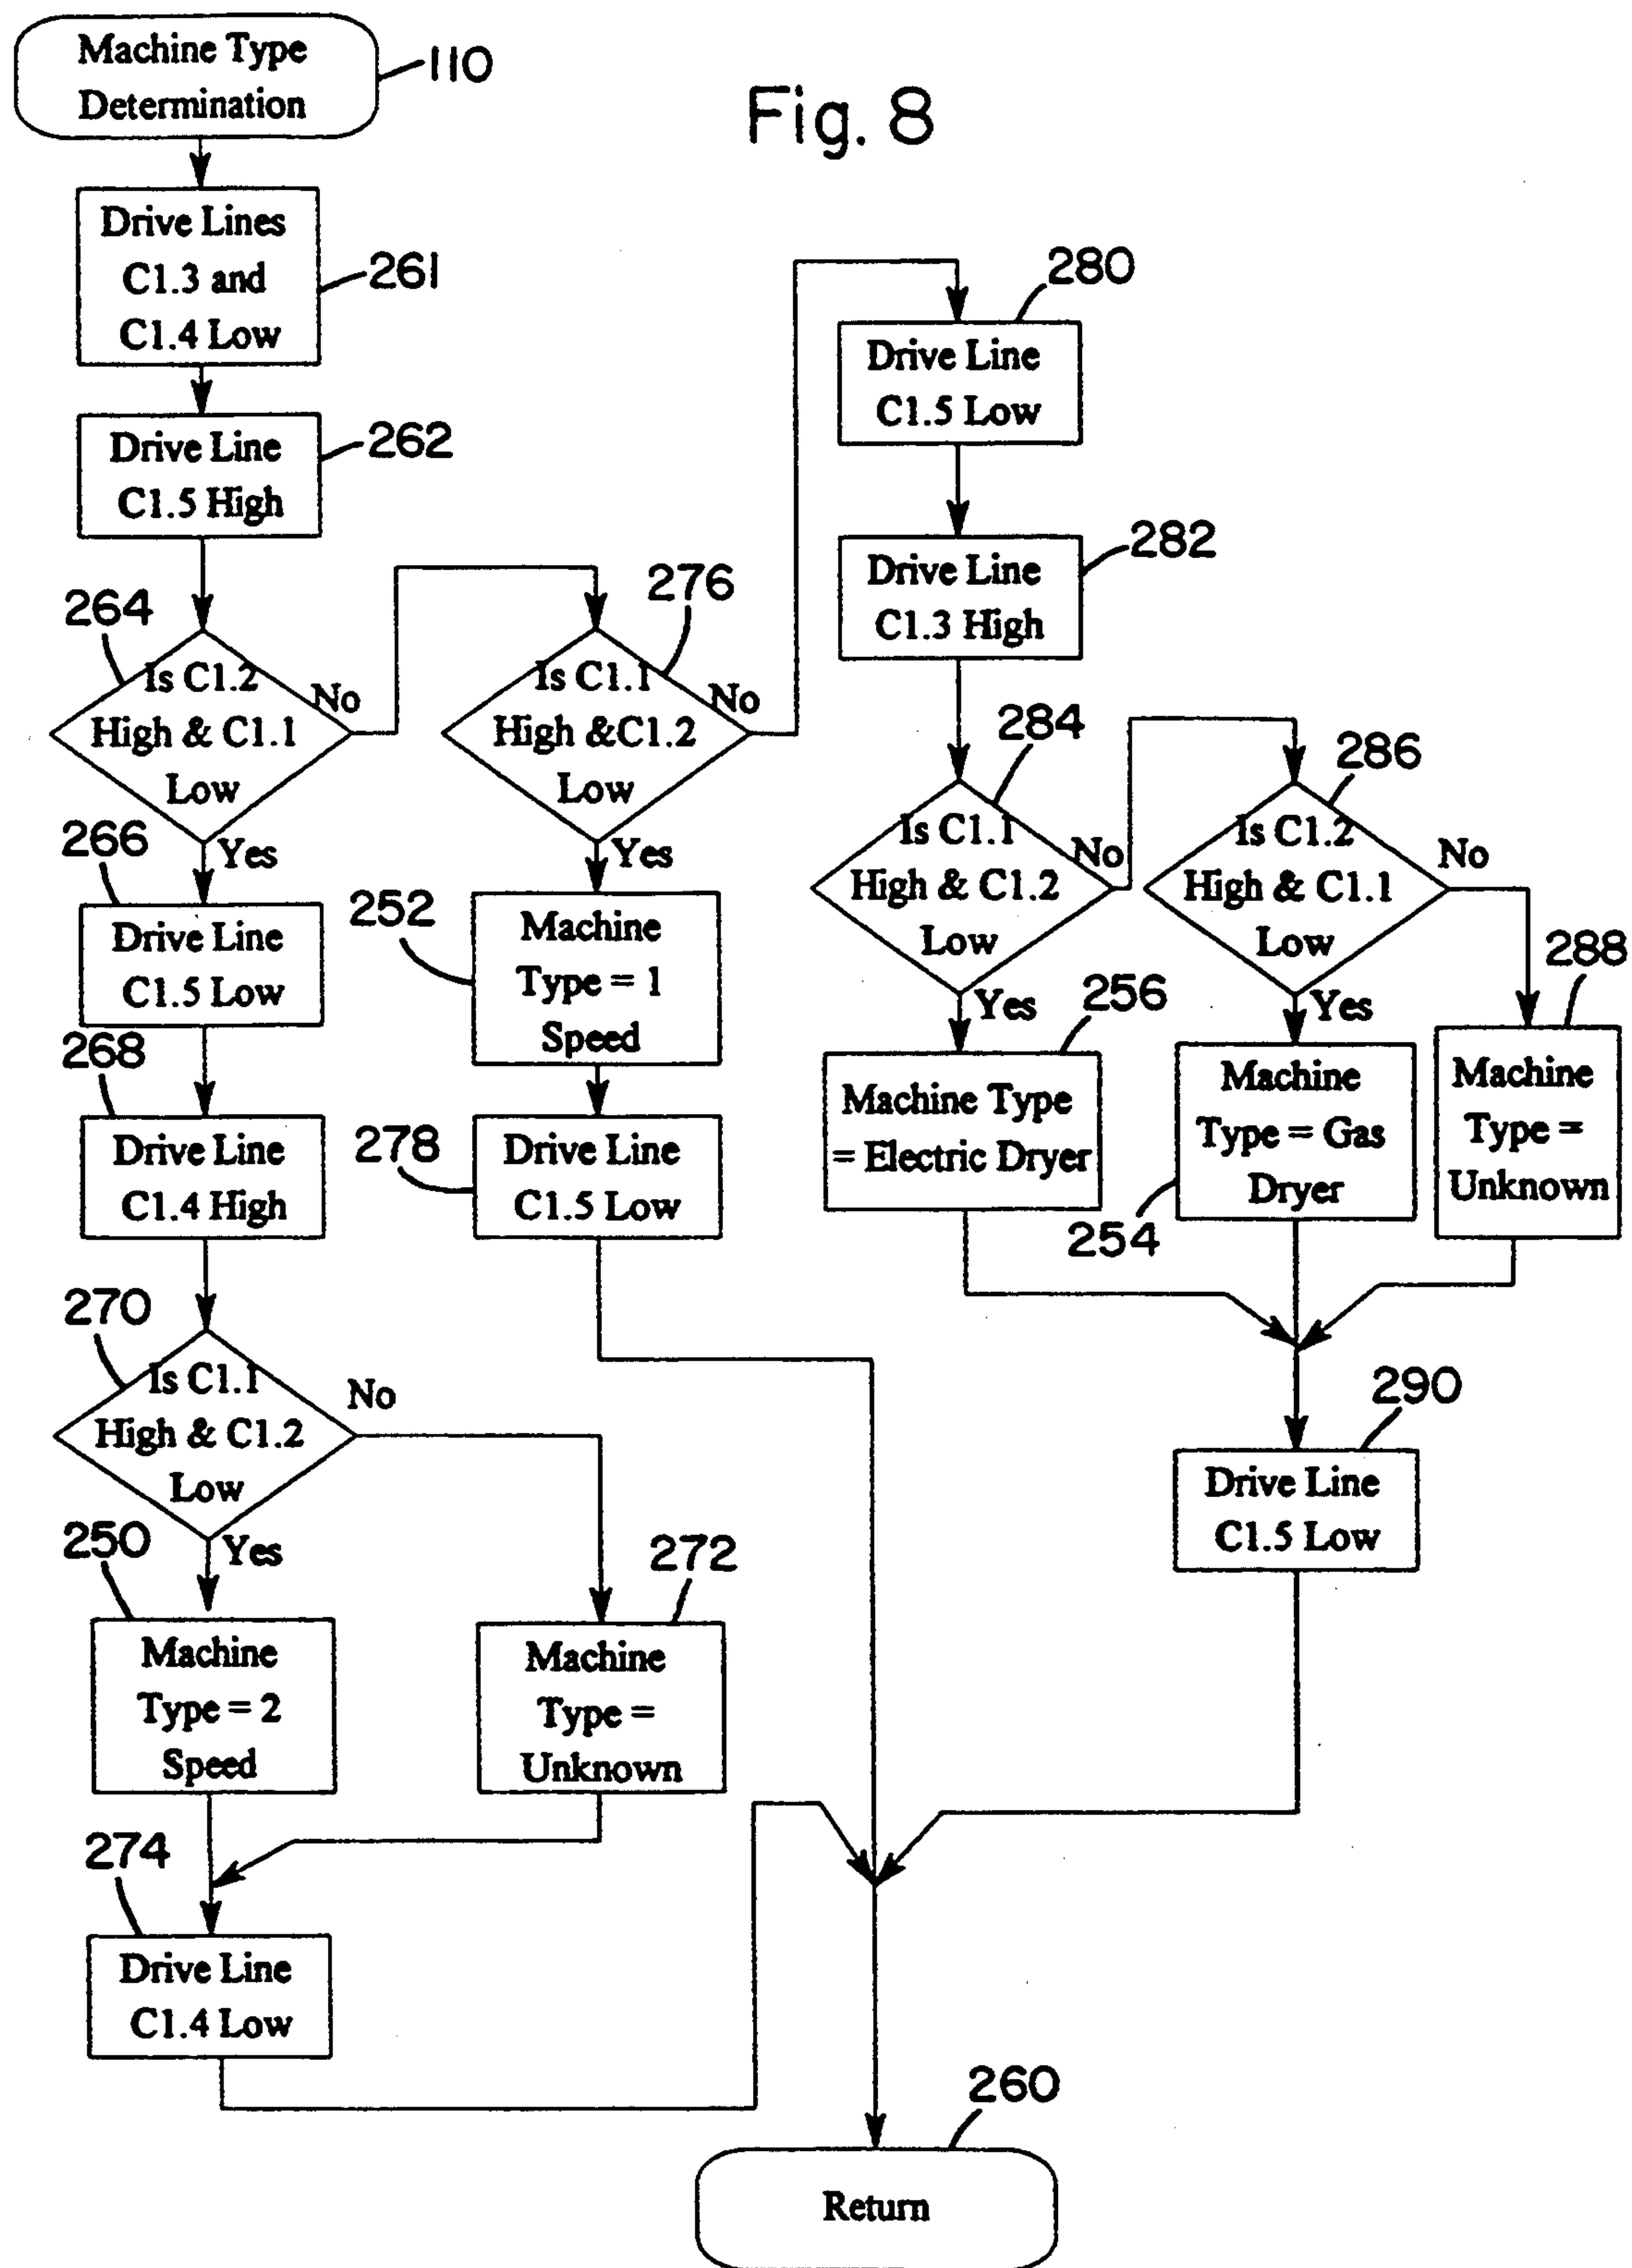 Machine Type
Determination
110
Fig. 8
Drive Lines
C1.3 and
C1.4 Low
261
Drive Line
C1.5 High
262
264
Is C1.2
High & C1.1
Low
No
Yes
266
Drive Line
C1.5 Low
268
Drive Line
C1.4 High
270
Is C1.1
High & C1.2
Low
No
Yes
250
Machine
Type = 2
Speed
272
Machine
Type =
Unknown
274
Drive Line
C1.4 Low
276
Is C1.1
High &C1.2
Low
No
Yes
252
Machine
Type = 1
Speed
278
Drive Line
C1.5 Low
280
Drive Line
C1.5 Low
282
Drive Line
C1.3 High
284
Is C1.1
High & C1.2
Low
No
Yes
256
Machine Type
= Electric Dryer
286
Is C1.2
High & C1.1
Low
No
Yes
254
Machine
Type = Gas
Dryer
288
Machine
Type =
Unknown
290
Drive Line
C1.5 Low
260
Return